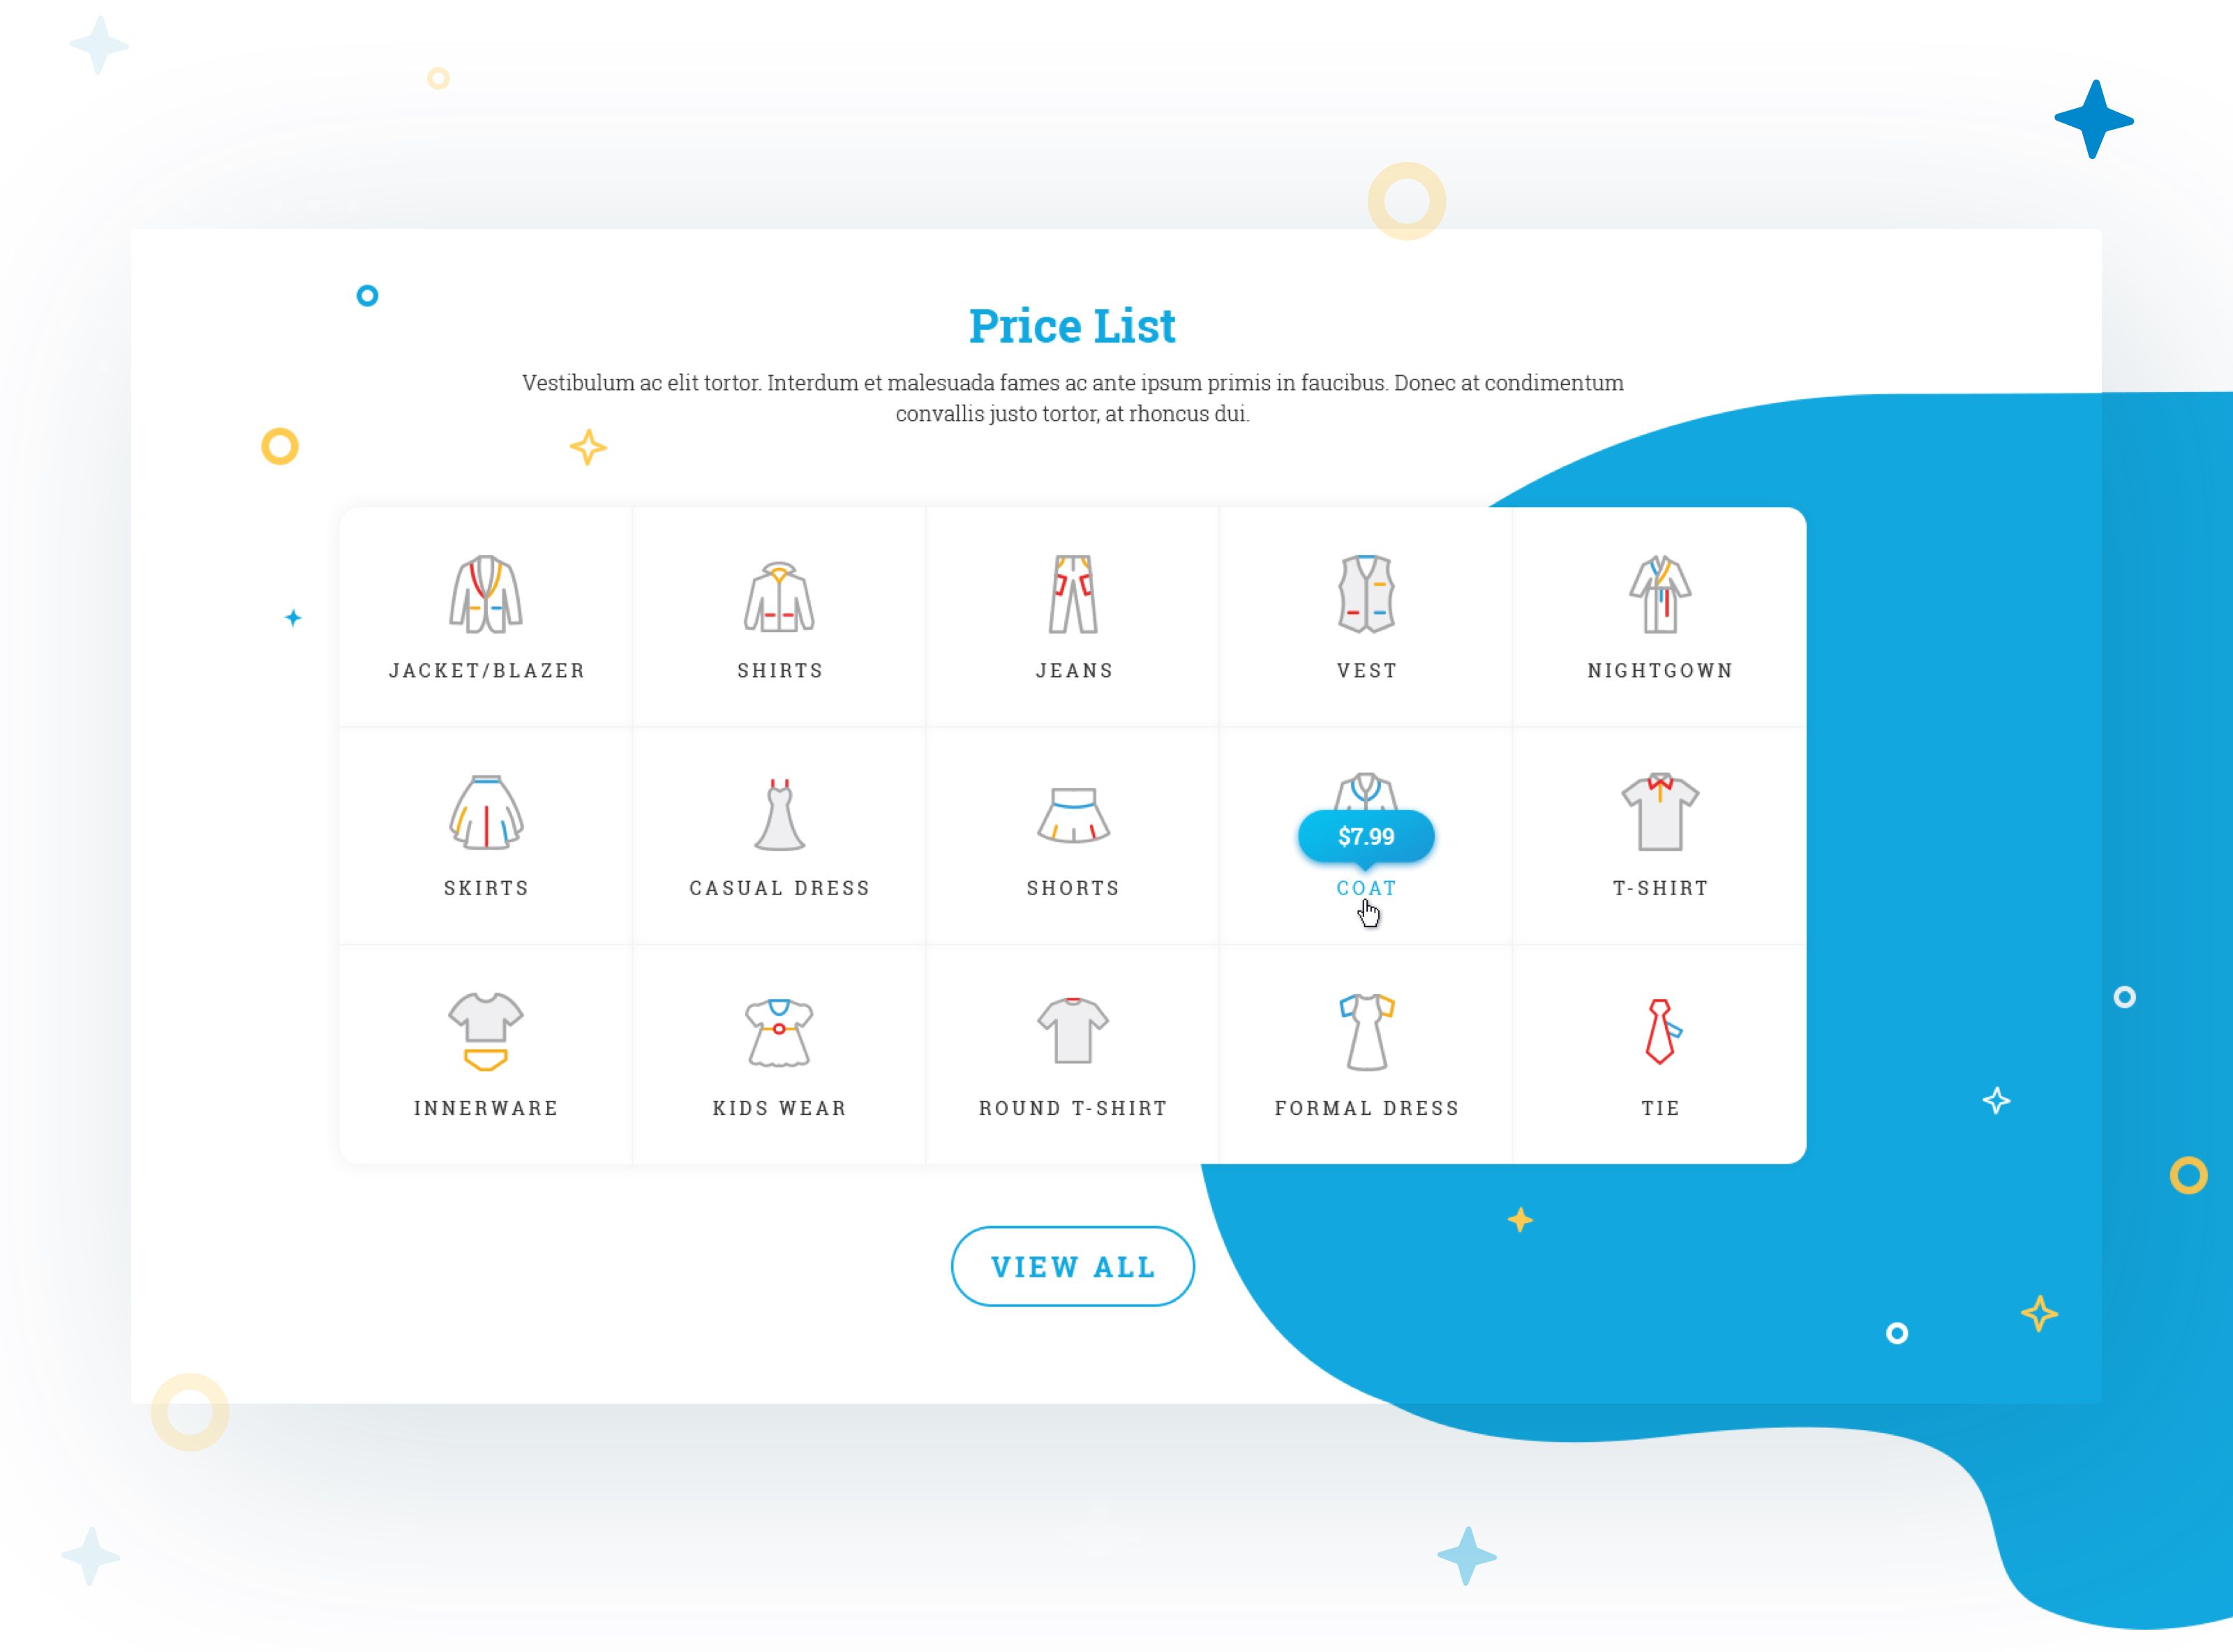 Price List
Vestibulum ac elit tortor. Interdum et malesuada fames ac ante ipsum primis in faucibus. Donec at condimentum
convallis justo tortor, at rhoncus dui.
JACKET/BLAZER
SHIRTS
JEANS
VEST
NIGHTGOWN
$7.99
SKIRTS
CASUAL DRESS
SHORTS
COAT
T-SHIRT
INNERWARE
KIDS WEAR
ROUND T-SHIRT
FORMAL DRESS
TIE
VIEW ALL